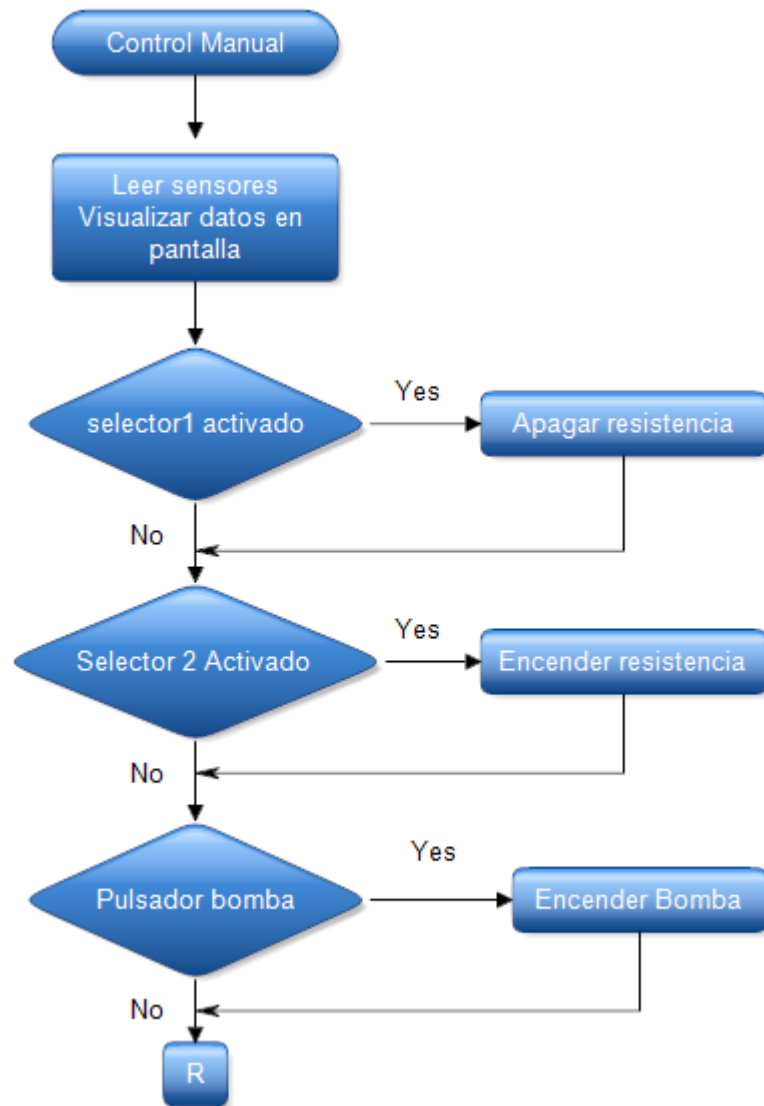 Control Manual
Leer sensores
Visualizar datos en
pantalla
selector1 activado
Yes
Apagar resistencia
No
Selector 2 Activado
Yes
Encender resistencia
No
Pulsador bomba
Yes
Encender Bomba
No
R